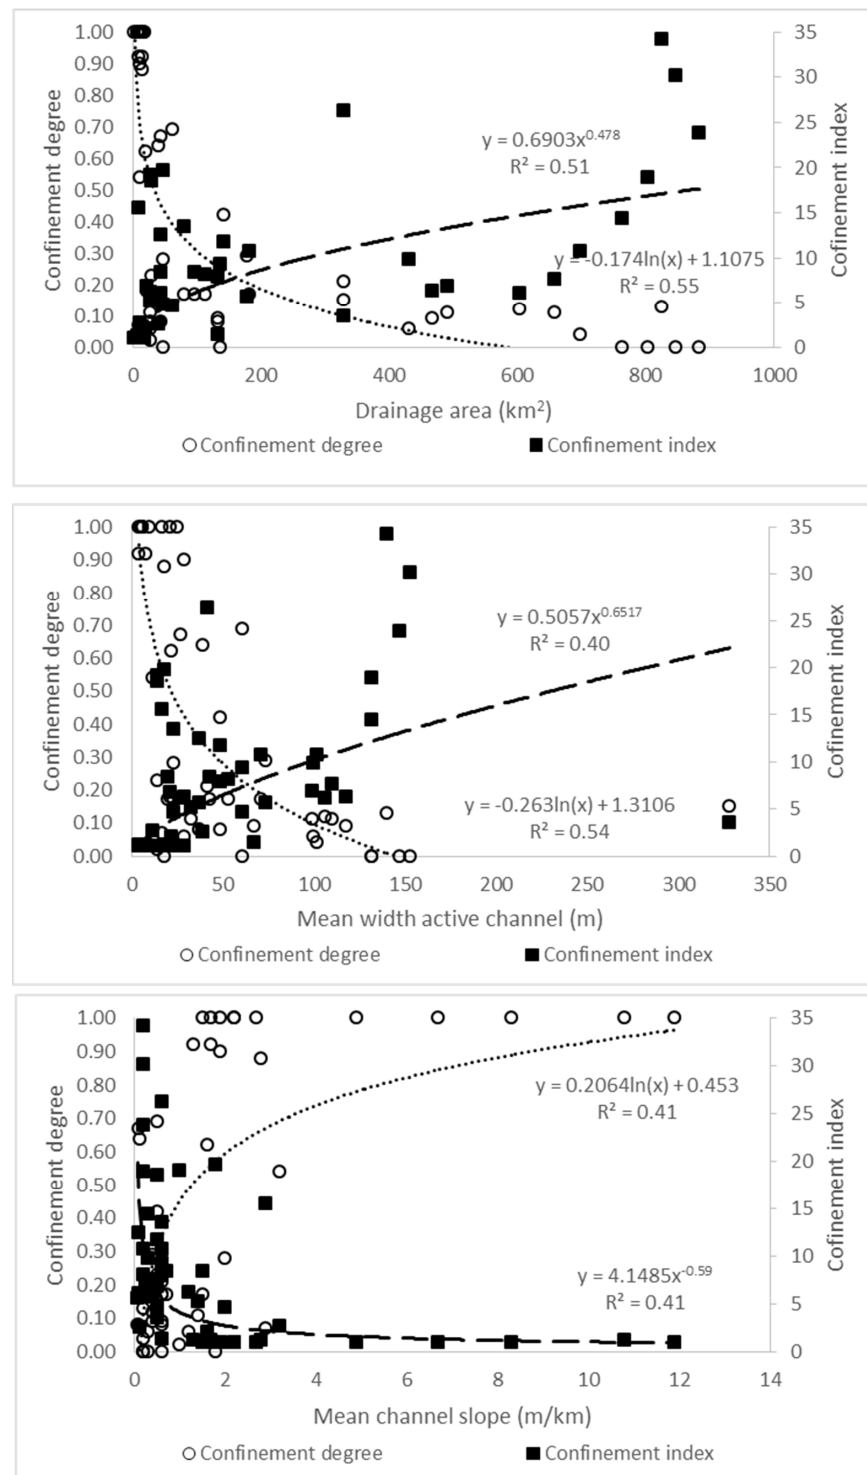 1.00
0.90
0.80
0.70
0.60
0.50
0.40
0.30
0.20
0.10
0.00
Confinement degree
35
30
25
20
15
10
5
0
Cofinement index
y = 0.6903x^0.478
R² = 0.51
y = -0.174ln(x) + 1.1075
R² = 0.55
0 200 400 600 800 1000
Drainage area (km²)
Confinement degree Confinement index
1.00
0.90
0.80
0.70
0.60
0.50
0.40
0.30
0.20
0.10
0.00
Confinement degree
35
30
25
20
15
10
5
0
Cofinement index
y = 0.5057x^0.6517
R² = 0.40
y = -0.263ln(x) + 1.3106
R² = 0.54
0 50 100 150 200 250 300 350
Mean width active channel (m)
Confinement degree Confinement index
1.00
0.90
0.80
0.70
0.60
0.50
0.40
0.30
0.20
0.10
0.00
Confinement degree
35
30
25
20
15
10
5
0
Cofinement index
y = 0.2064ln(x) + 0.453
R² = 0.41
y = 4.1485x^-0.59
R² = 0.41
0 2 4 6 8 10 12 14
Mean channel slope (m/km)
Confinement degree Confinement index